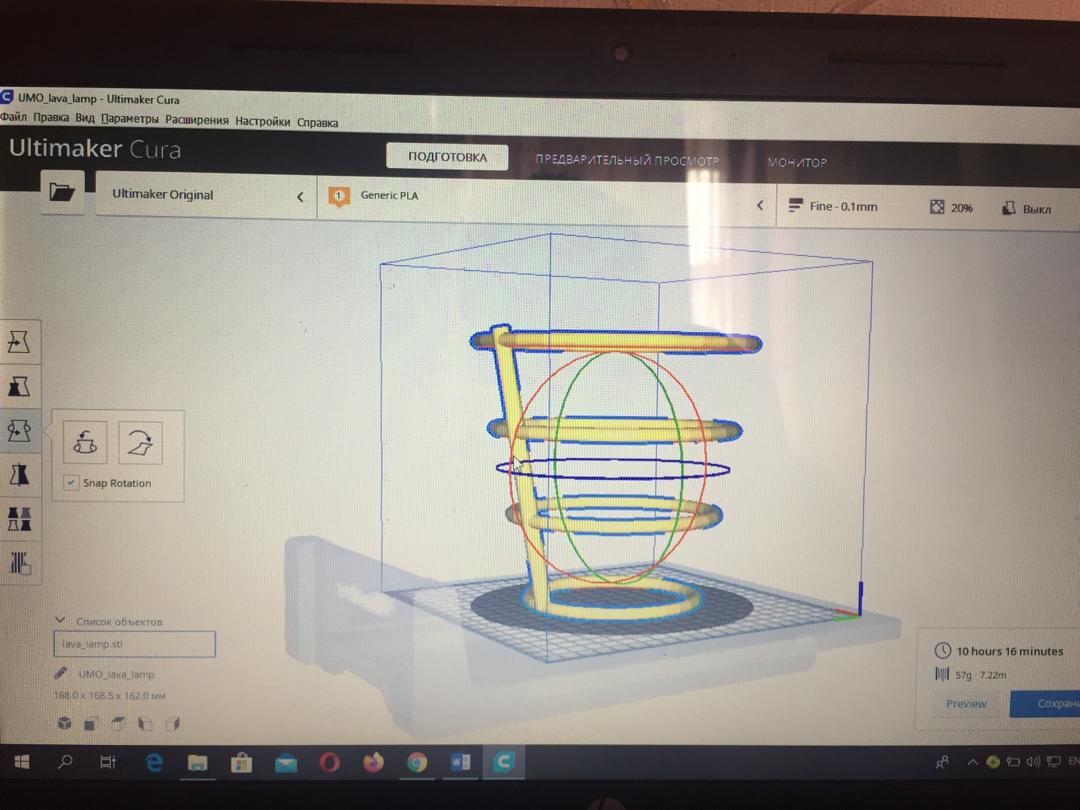 UMO_lava_lamp - Ultimaker Cura
Файл Правка Вид Параметры Расширения Настройки Справка
Ultimaker Cura
ПОДГОТОВКА
ПРЕДВАРИТЕЛЬНЫЙ ПРОСМОТР
МОНИТОР
Ultimaker Original
1
Generic PLA
Fine - 0.1mm
20%
Выкл
Snap Rotation
Список объектов
lava_lamp.stl
UMO_lava_lamp
168.0 x 168.5 x 162.0 мм
10 hours 16 minutes
57g · 7.22m
Preview
Сохрани
EN